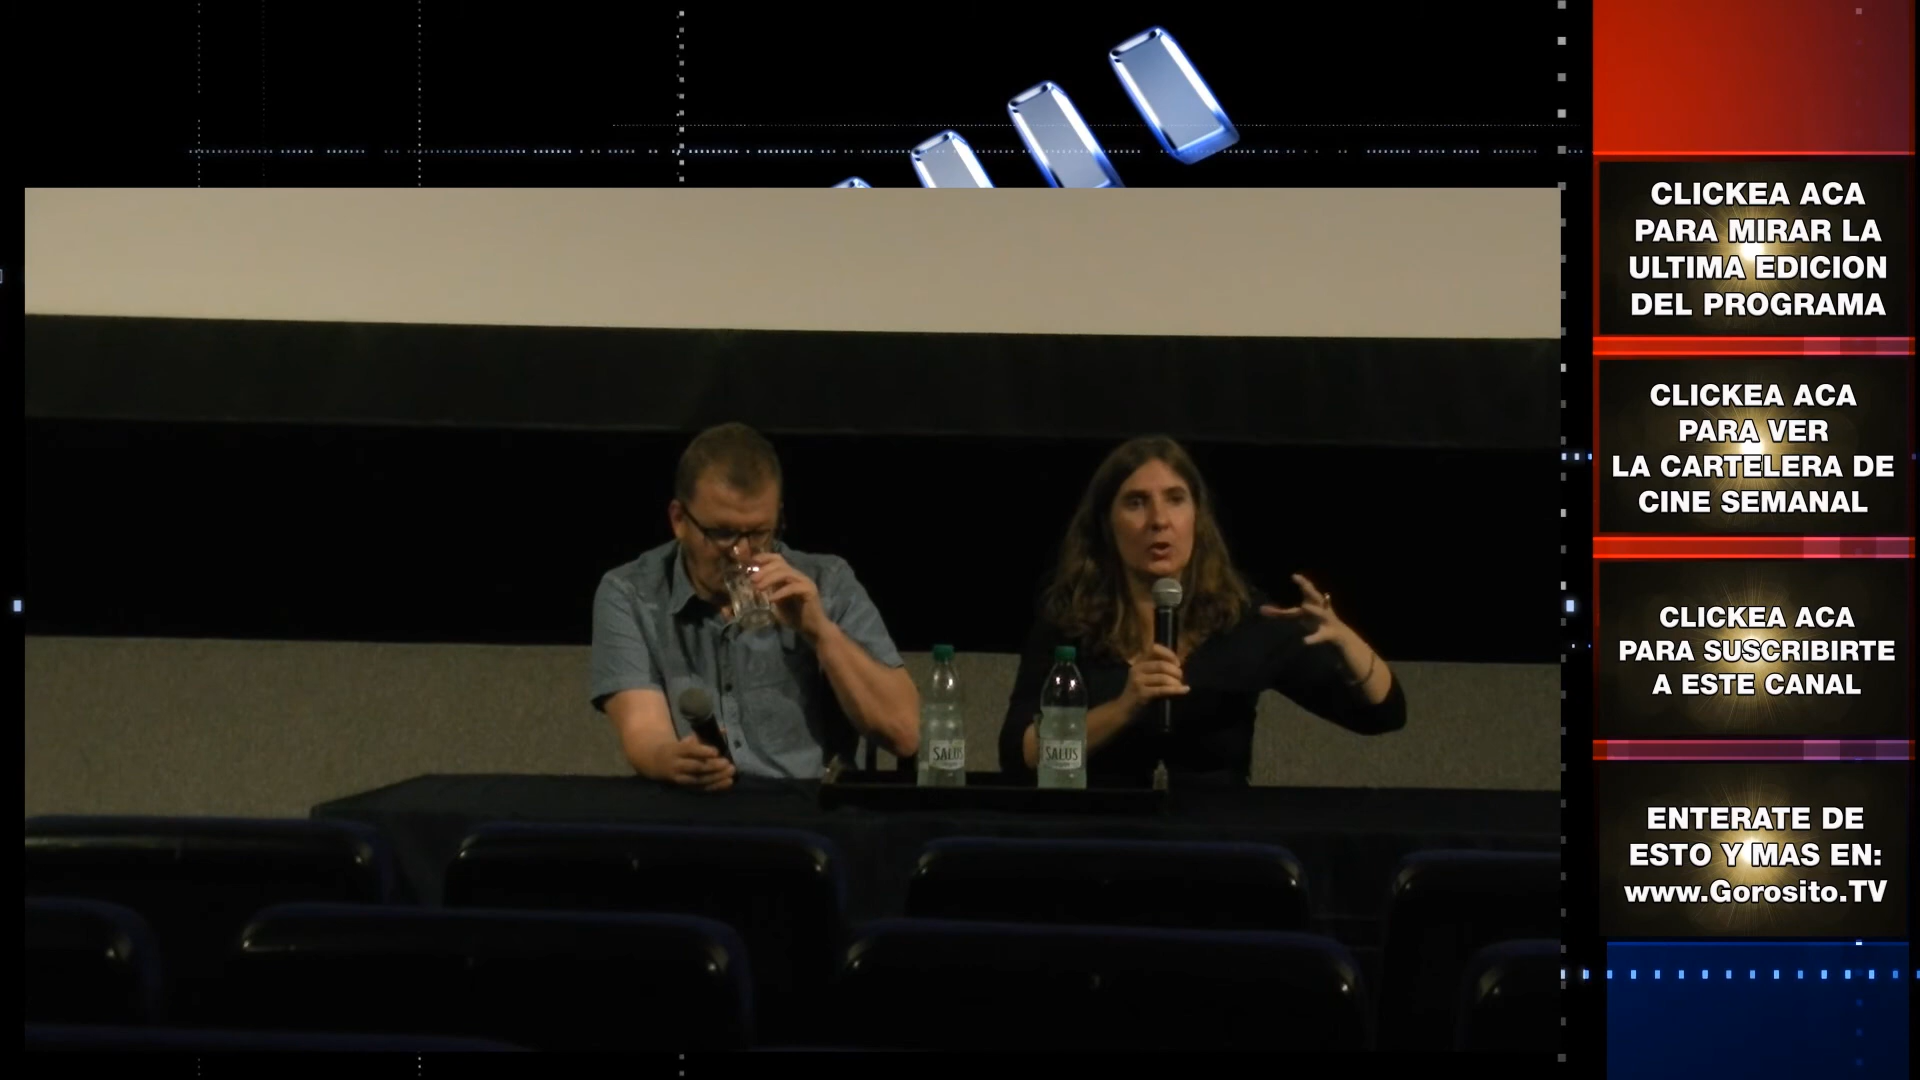 CLICKEA ACA
PARA MIRAR LA
ULTIMA EDICION
DEL PROGRAMA
CLICKEA ACA
PARA VER
LA CARTELERA DE
CINE SEMANAL
CLICKEA ACA
PARA SUSCRIBIRTE
A ESTE CANAL
ENTERATE DE
ESTO Y MAS EN:
www.Gorosito.TV
SALUS
SALUS